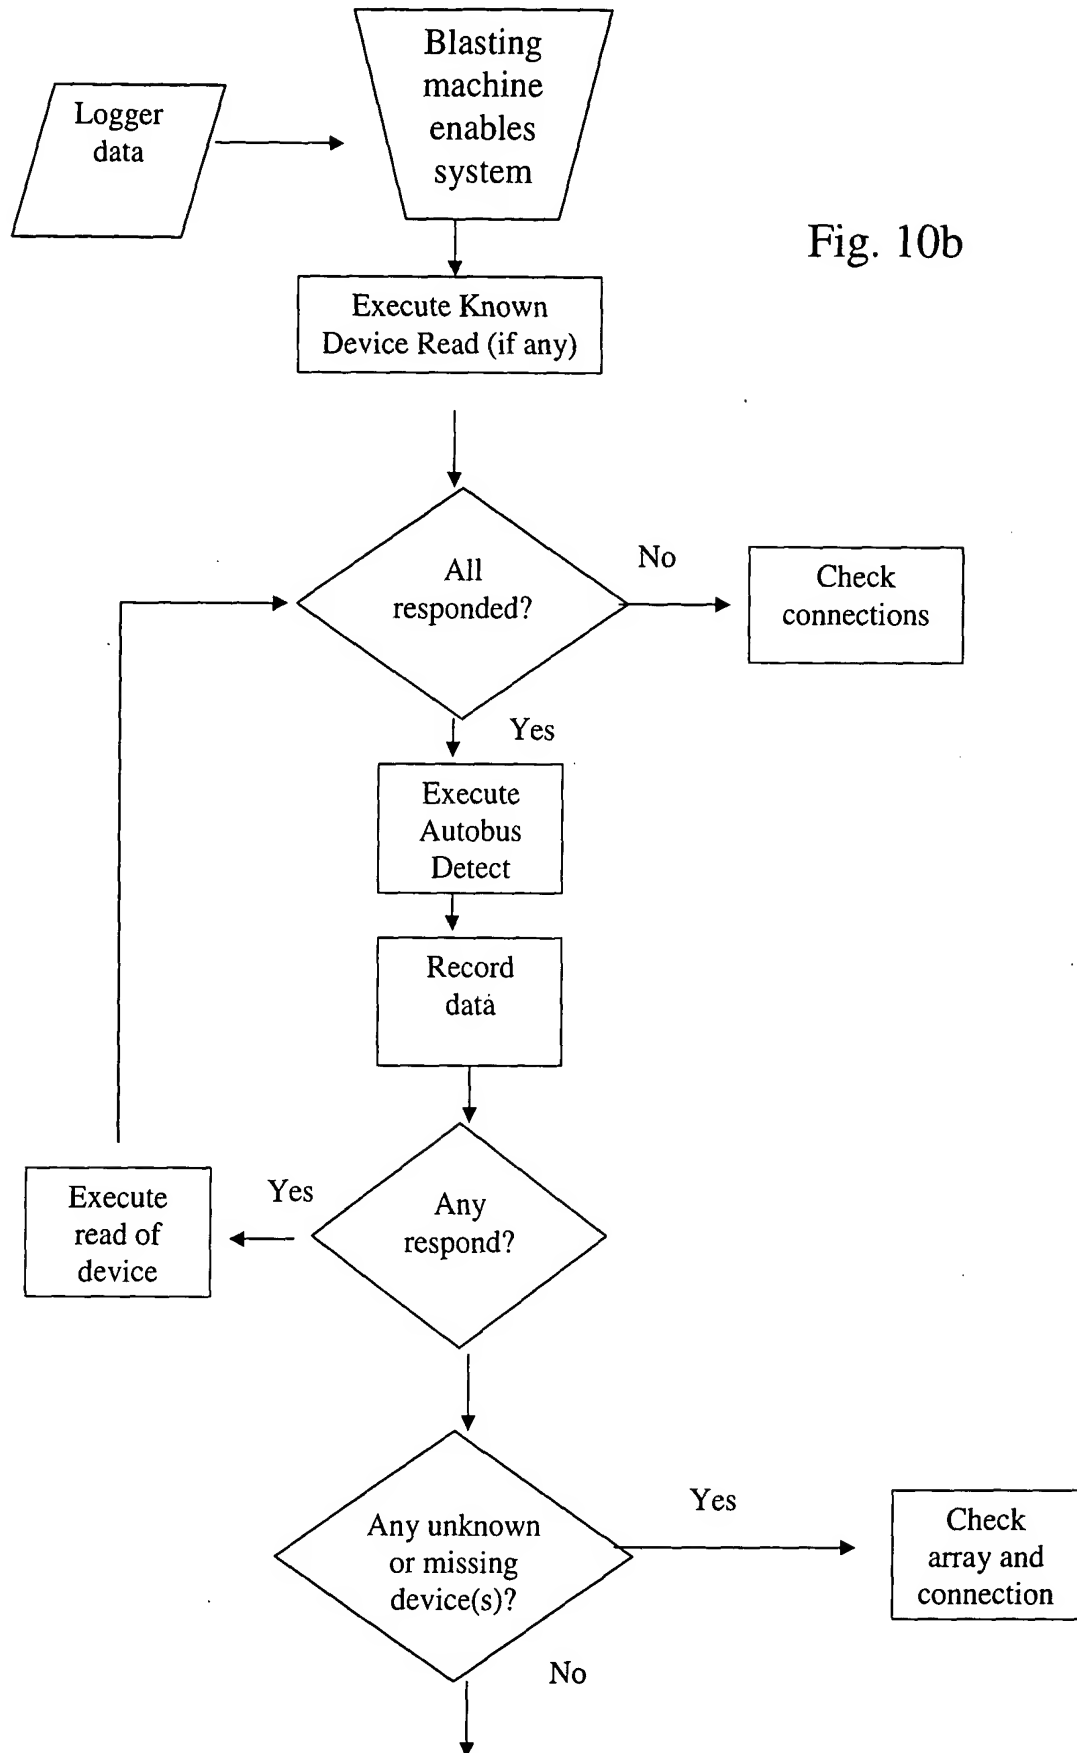 Blasting
machine
enables
system
Logger
data
Fig. 10b
Execute Known
Device Read (if any)
All
responded?
No
Check
connections
Yes
Execute
Autobus
Detect
Record
data
Any
respond?
Yes
Execute
read of
device
Any unknown
or missing
device(s)?
Yes
Check
array and
connection
No